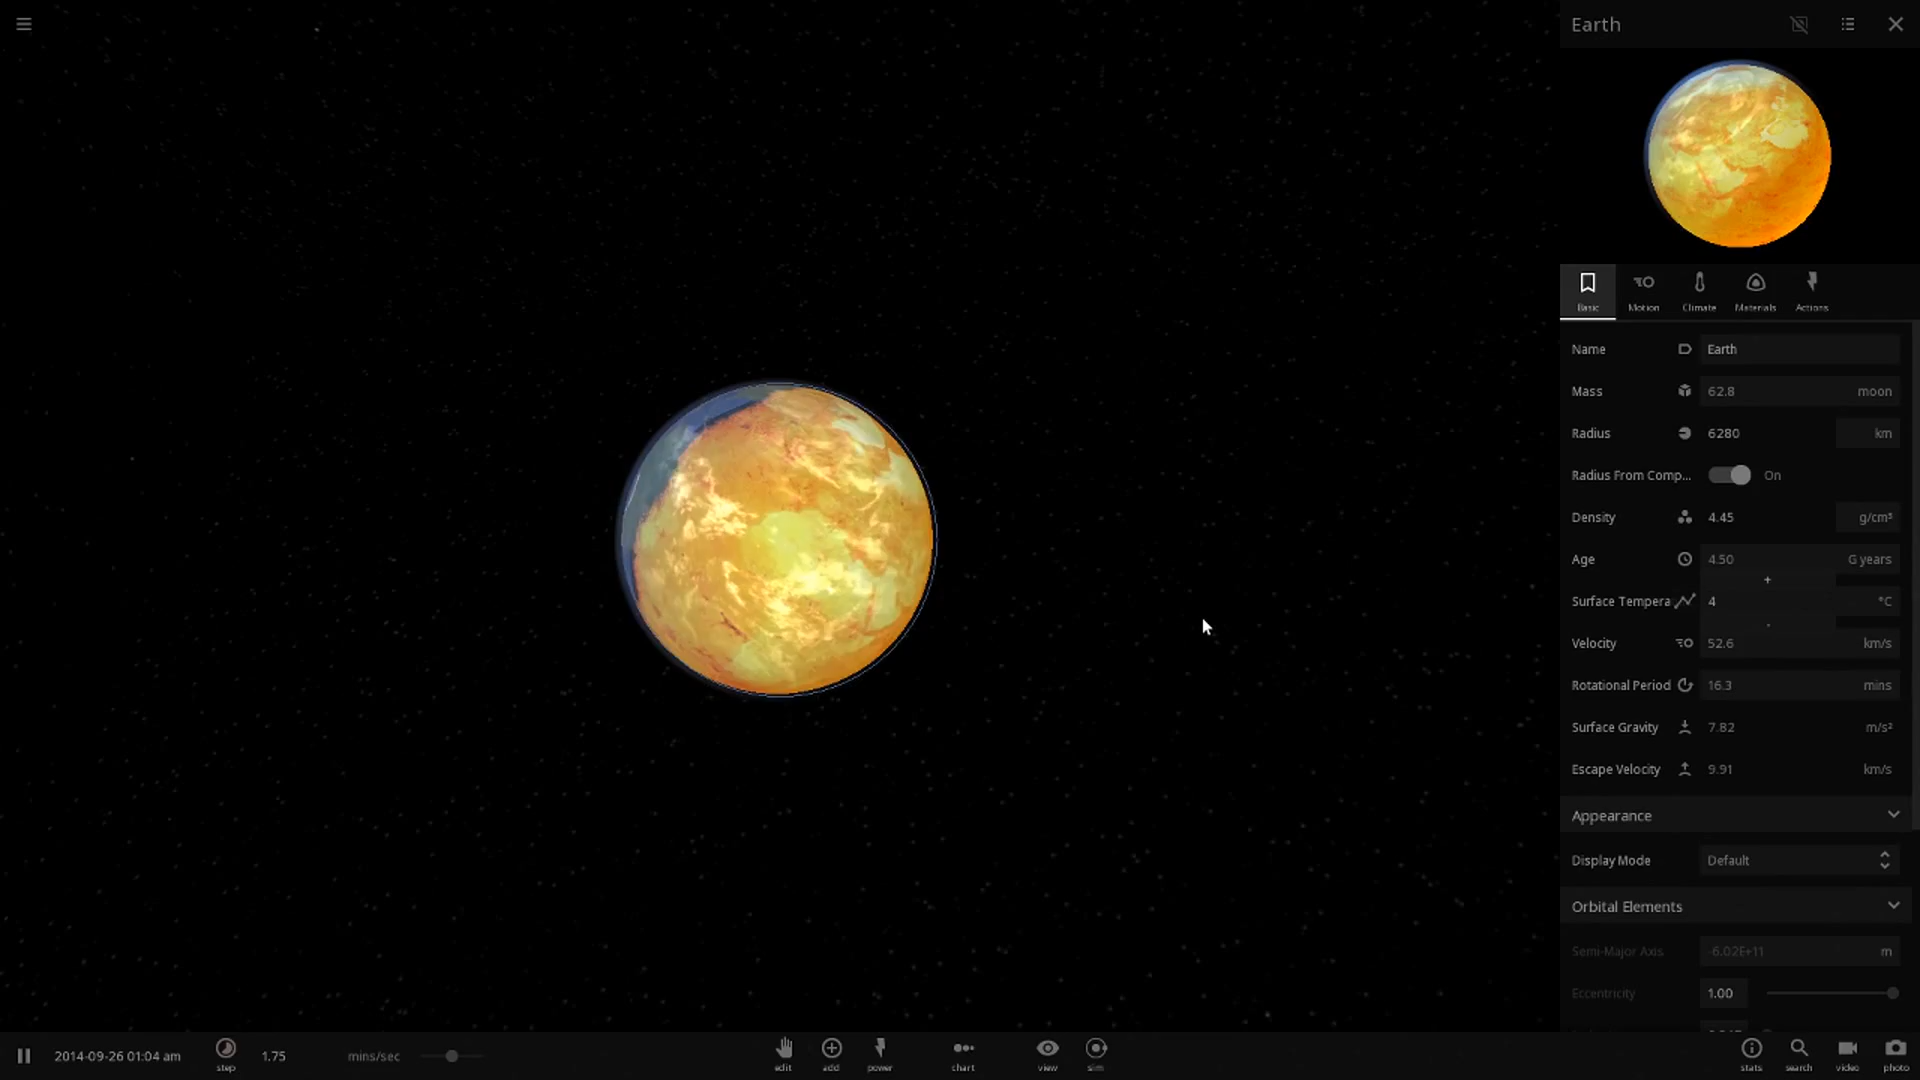 Earth
Basic
Motion
Climate
Materials
Actions
Name Earth
Mass 62.8 moon
Radius 6280 km
Radius From Comp... On
Density 4.45 g/cm³
Age 4.50 G years
+
Surface Tempera 4 °C
-
Velocity 52.6 km/s
Rotational Period 16.3 mins
Surface Gravity 7.82 m/s²
Escape Velocity 9.91 km/s
Appearance
Display Mode Default
Orbital Elements
Semi-Major Axis -6.02E+11 m
Eccentricity 1.00
2014-09-26 01:04 am
step
1.75 mins/sec
edit
add
power
chart
view
sim
stats
search
video
photo